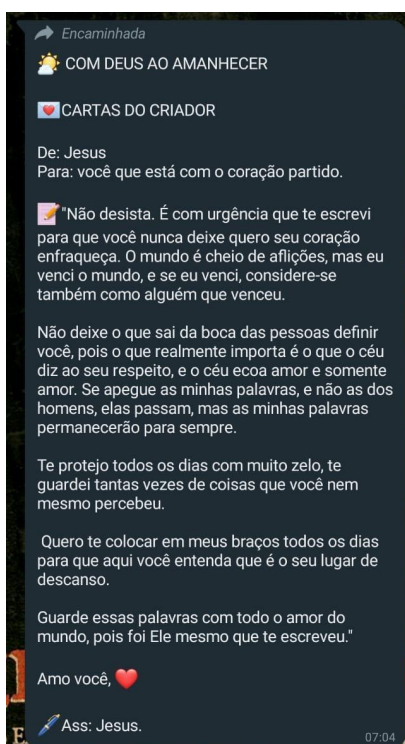 Encaminhada
🌤️ COM DEUS AO AMANHECER
💌CARTAS DO CRIADOR
De: Jesus
Para: você que está com o coração partido.
📝"Não desista. É com urgência que te escrevi
para que você nunca deixe quero seu coração
enfraqueça. O mundo é cheio de aflições, mas eu
venci o mundo, e se eu venci, considere-se
também como alguém que venceu.
Não deixe o que sai da boca das pessoas definir
você, pois o que realmente importa é o que o céu
diz ao seu respeito, e o céu ecoa amor e somente
amor. Se apegue as minhas palavras, e não as dos
homens, elas passam, mas as minhas palavras
permanecerão para sempre.
Te protejo todos os dias com muito zelo, te
guardei tantas vezes de coisas que você nem
mesmo percebeu.
Quero te colocar em meus braços todos os dias
para que aqui você entenda que é o seu lugar de
descanso.
Guarde essas palavras com todo o amor do
mundo, pois foi Ele mesmo que te escreveu."
Amo você, ❤️
🖊️Ass: Jesus.
07:04